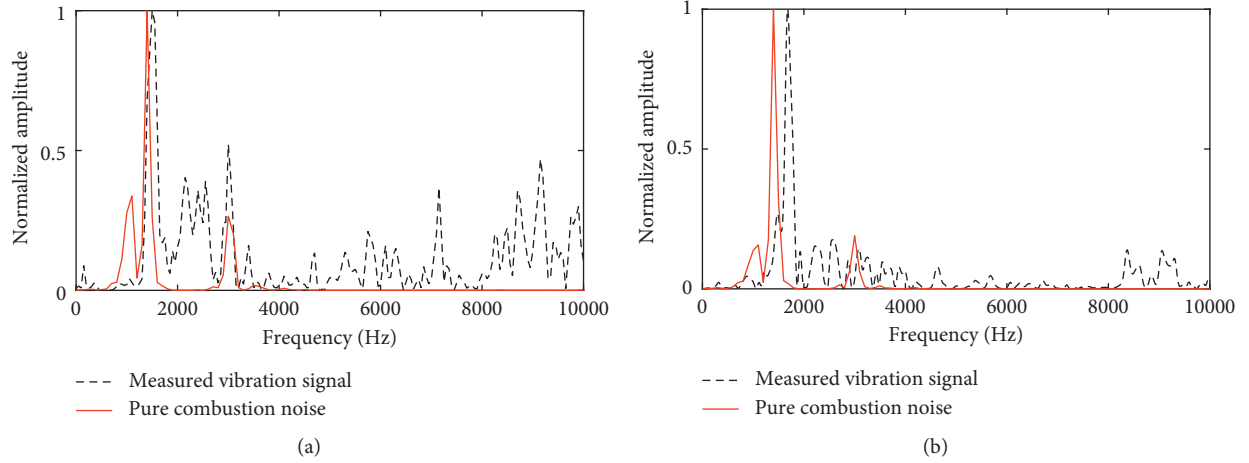 1
0.5
0
Normalized amplitude
0 2000 4000 6000 8000 10000
Frequency (Hz)
Measured vibration signal
Pure combustion noise
(a)
1
0.5
0
Normalized amplitude
0 2000 4000 6000 8000 10000
Frequency (Hz)
Measured vibration signal
Pure combustion noise
(b)